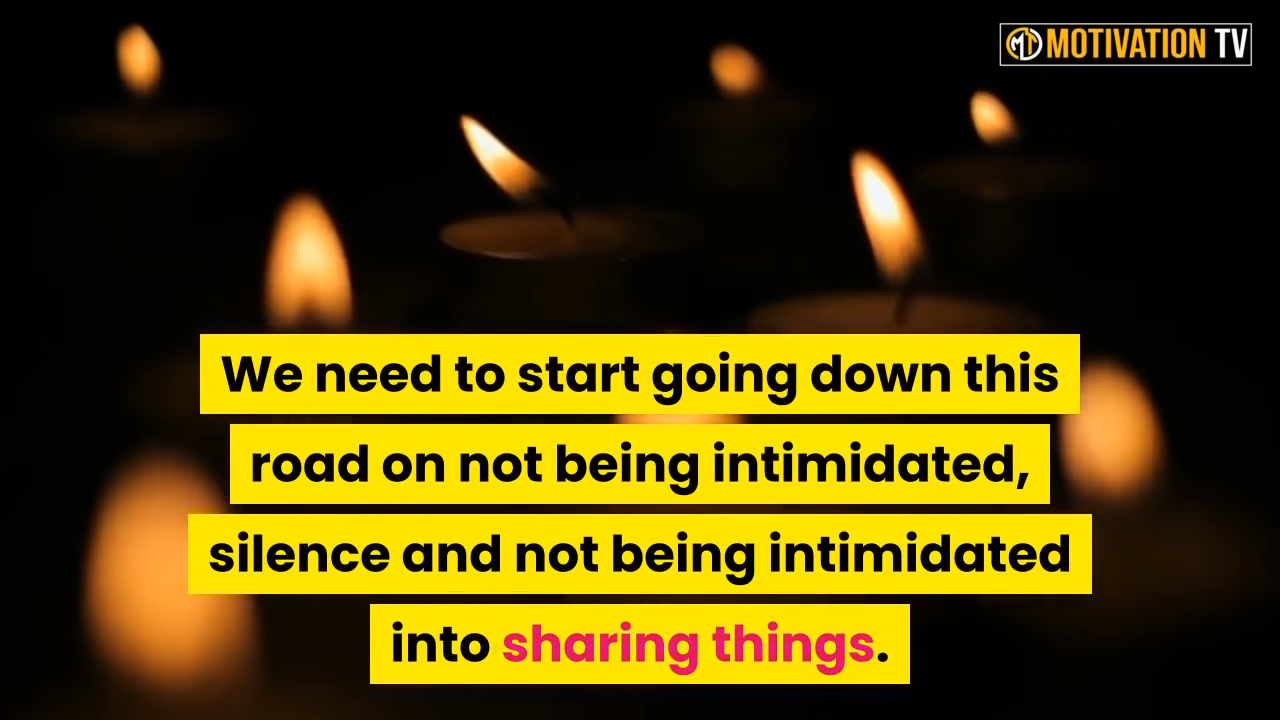 MT MOTIVATION TV
We need to start going down this
road on not being intimidated,
silence and not being intimidated
into sharing things.